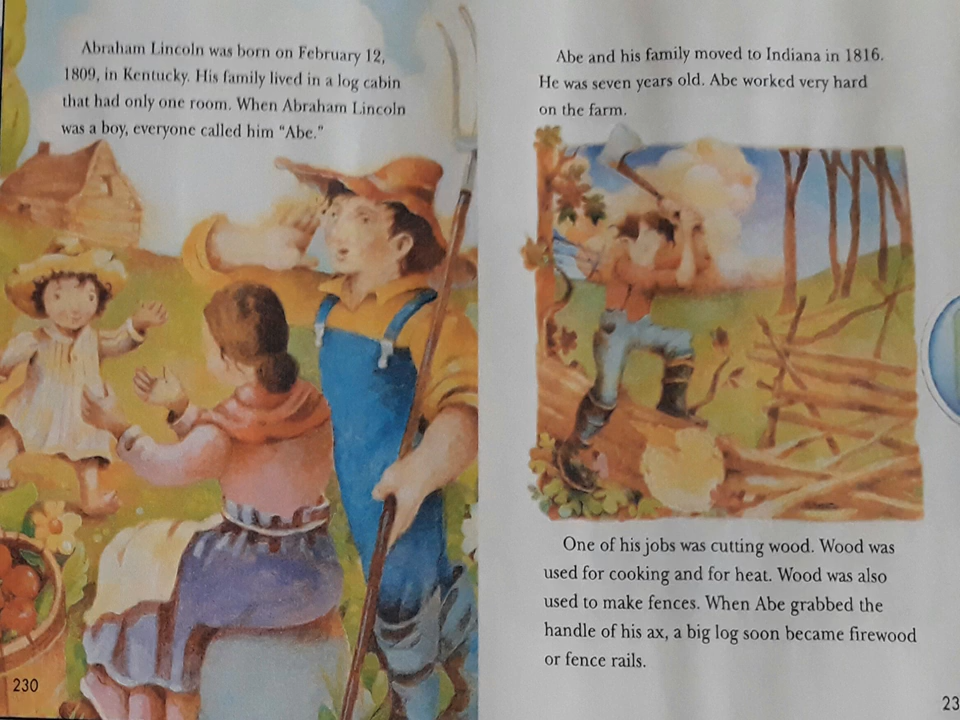 Abraham Lincoln was born on February 12,
1809, in Kentucky. His family lived in a log cabin
that had only one room. When Abraham Lincoln
was a boy, everyone called him "Abe."
230
Abe and his family moved to Indiana in 1816.
He was seven years old. Abe worked very hard
on the farm.
One of his jobs was cutting wood. Wood was
used for cooking and for heat. Wood was also
used to make fences. When Abe grabbed the
handle of his ax, a big log soon became firewood
or fence rails.